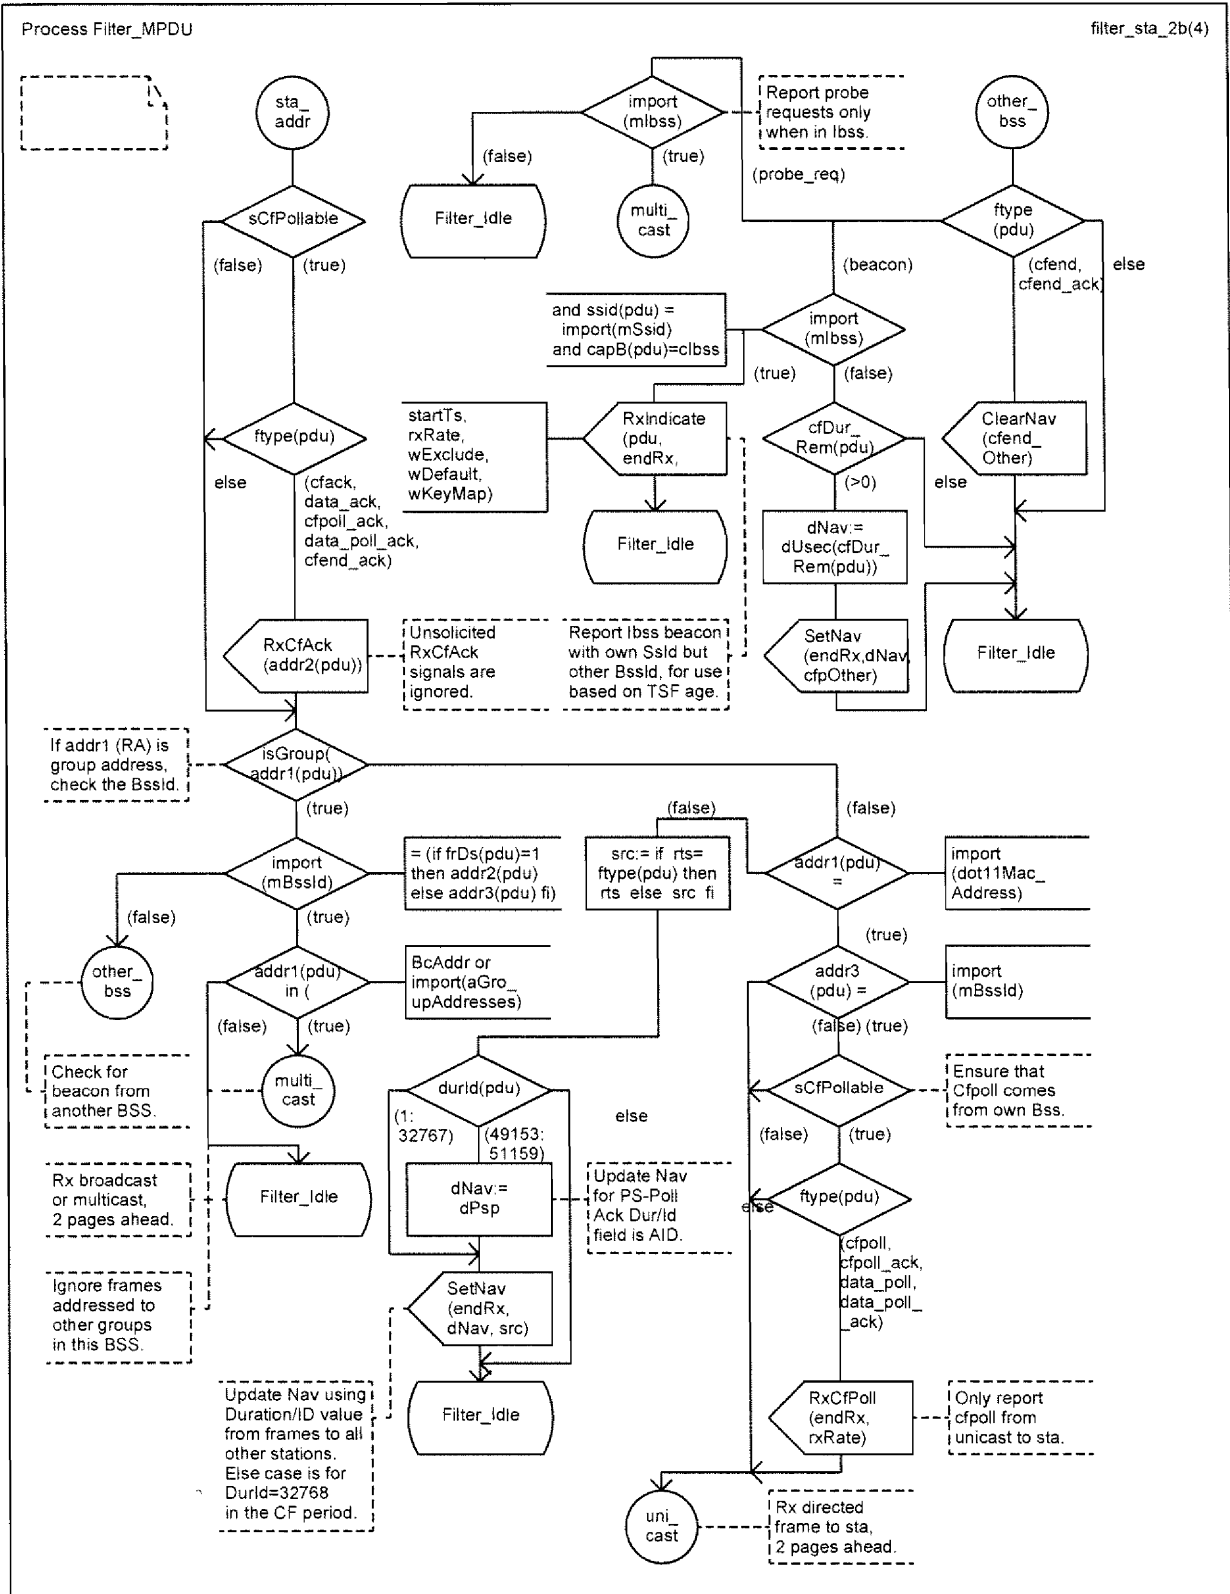 Process Filter_MPDU
filter_sta_2b(4)
sta_
addr
import
(mIbss)
Report probe
requests only
when in Ibss.
other_
bss
(false)
(true)
(probe_req)
sCfPollable
Filter_Idle
multi_
cast
ftype
(pdu)
(false)
(true)
(beacon)
(cfend,
cfend_ack)
else
and ssid(pdu) =
import(mSsid)
and capB(pdu)=cIbss
import
(mIbss)
(true)
(false)
ftype(pdu)
startTs,
rxRate,
wExclude,
wDefault,
wKeyMap)
RxIndicate
(pdu,
endRx,
cfDur_
Rem(pdu)
ClearNav
(cfend_
Other)
else
(cfack,
data_ack,
cfpoll_ack,
data_poll_ack,
cfend_ack)
(>0)
else
Filter_Idle
dNav:=
dUsec(cfDur_
Rem(pdu))
RxCfAck
(addr2(pdu))
Unsolicited
RxCfAck
signals are
ignored.
Report Ibss beacon
with own SsId but
other BssId, for use
based on TSF age.
SetNav
(endRx,dNav,
cfpOther)
Filter_Idle
If addr1 (RA) is
group address,
check the BssId.
isGroup(
addr1(pdu))
(true)
(false)
(false)
import
(mBssId)
= (if frDs(pdu)=1
then addr2(pdu)
else addr3(pdu) fi)
src:= if rts=
ftype(pdu) then
rts else src fi
addr1(pdu)
=
import
(dot11Mac_
Address)
(false)
(true)
(true)
other_
bss
addr1(pdu)
in (
BcAddr or
import(aGro_
upAddresses)
addr3
(pdu) =
import
(mBssId)
(false)
(true)
(false) (true)
Check for
beacon from
another BSS.
multi_
cast
durId(pdu)
sCfPollable
Ensure that
Cfpoll comes
from own Bss.
(1:
32767)
(49153:
51159)
else
(false)
(true)
Rx broadcast
or multicast,
2 pages ahead.
Filter_Idle
dNav:=
dPsp
Update Nav
for PS-Poll
Ack Dur/Id
field is AID.
ftype(pdu)
else
(cfpoll,
cfpoll_ack,
data_poll,
data_poll_
_ack)
Ignore frames
addressed to
other groups
in this BSS.
SetNav
(endRx,
dNav, src)
Update Nav using
Duration/ID value
from frames to all
other stations.
Else case is for
DurId=32768
in the CF period.
Filter_Idle
RxCfPoll
(endRx,
rxRate)
Only report
cfpoll from
unicast to sta.
uni_
cast
Rx directed
frame to sta,
2 pages ahead.